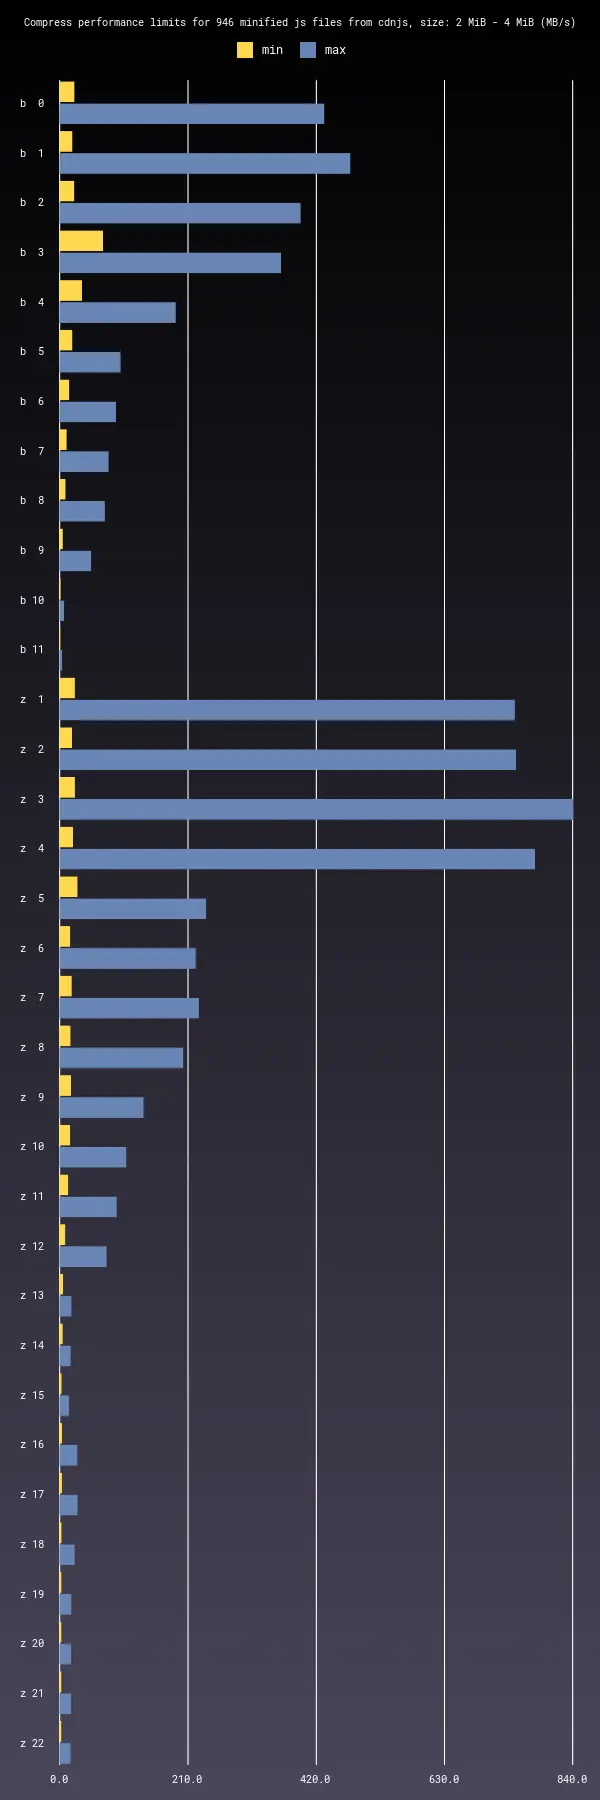 Compress performance limits for 946 minified js files from cdnjs, size: 2 MiB - 4 MiB (MB/s)
min max
b 0
b 1
b 2
b 3
b 4
b 5
b 6
b 7
b 8
b 9
b 10
b 11
z 1
z 2
z 3
z 4
z 5
z 6
z 7
z 8
z 9
z 10
z 11
z 12
z 13
z 14
z 15
z 16
z 17
z 18
z 19
z 20
z 21
z 22
0.0 210.0 420.0 630.0 840.0